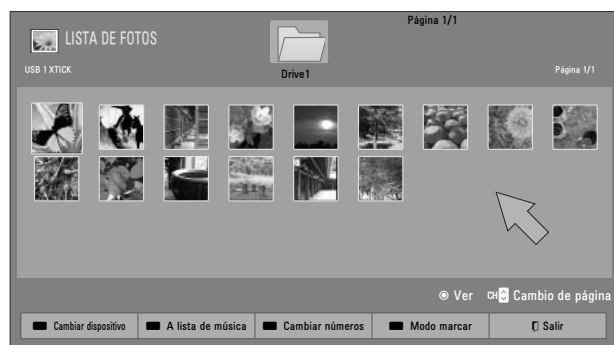 Página 1/1
LISTA DE FOTOS
USB 1 XTICK
Drive1
Página 1/1
Ver CH Cambio de página
Cambiar dispositivo A lista de música Cambiar números Modo marcar Salir